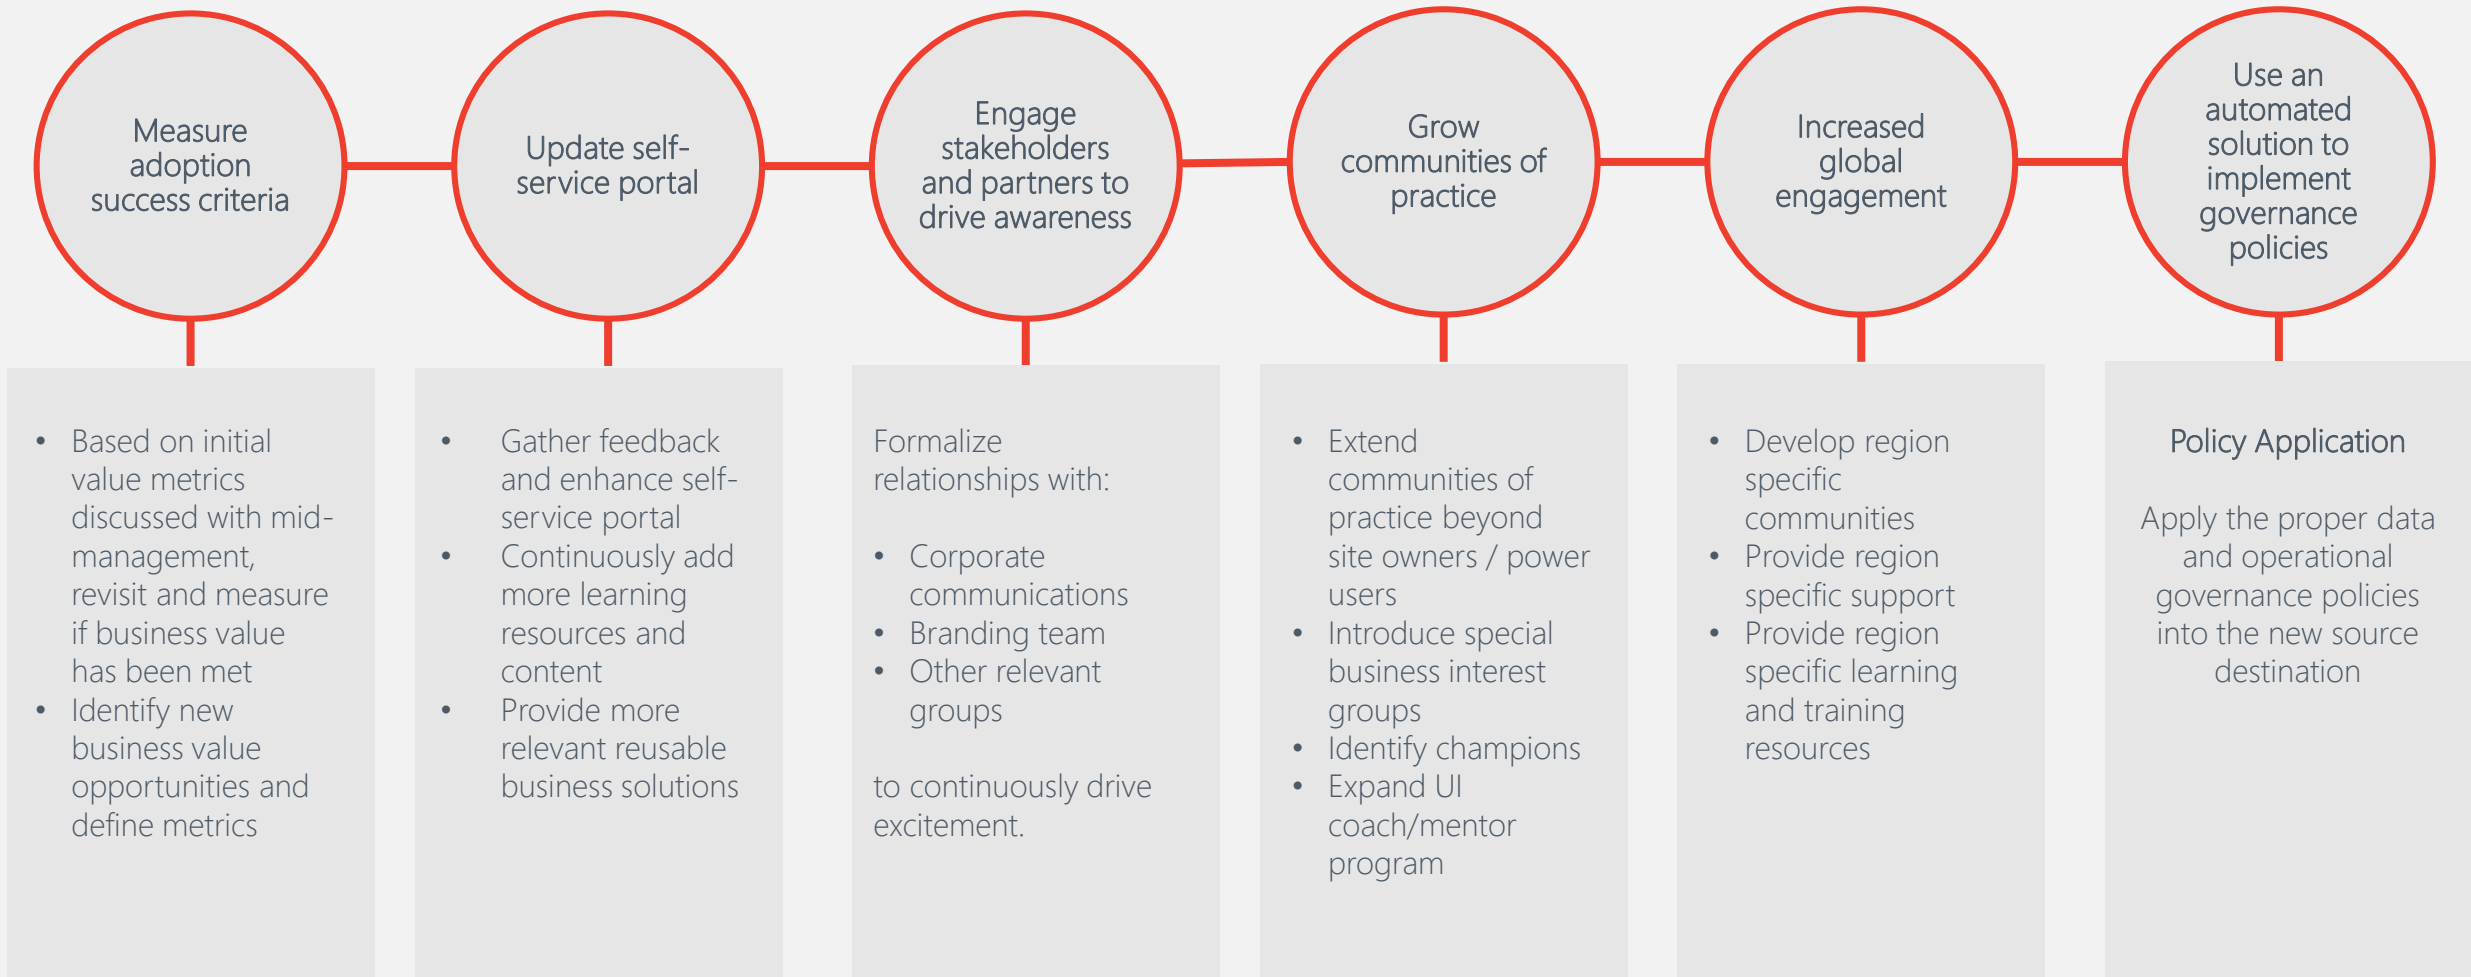 Measure
adoption
success criteria
Update self-
service portal
Engage
stakeholders
and partners to
drive awareness
Grow
communities of
practice
Increased
global
engagement
Use an
automated
solution to
implement
governance
policies
• Based on initial
value metrics
discussed with mid-
management,
revisit and measure
if business value
has been met
• Identify new
business value
opportunities and
define metrics
• Gather feedback
and enhance self-
service portal
• Continuously add
more learning
resources and
content
• Provide more
relevant reusable
business solutions
Formalize
relationships with:
• Corporate
communications
• Branding team
• Other relevant
groups
to continuously drive
excitement.
• Extend
communities of
practice beyond
site owners / power
users
• Introduce special
business interest
groups
• Identify champions
• Expand UI
coach/mentor
program
• Develop region
specific
communities
• Provide region
specific support
• Provide region
specific learning
and training
resources
Policy Application
Apply the proper data
and operational
governance policies
into the new source
destination